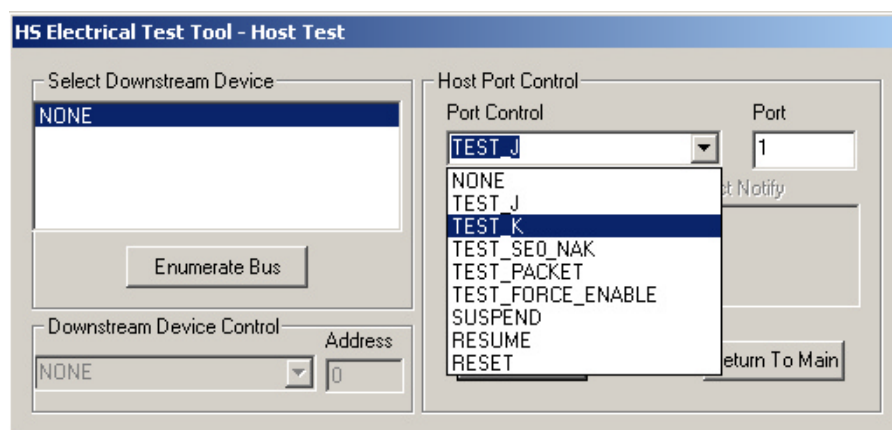 HS Electrical Test Tool - Host Test
Select Downstream Device
NONE
Enumerate Bus
Downstream Device Control
Address
NONE
0
Host Port Control
Port Control
Port
TEST_J
1
NONE
TEST_J
TEST_K
TEST_SE0_NAK
TEST_PACKET
TEST_FORCE_ENABLE
SUSPEND
RESUME
RESET
Notify
To Main